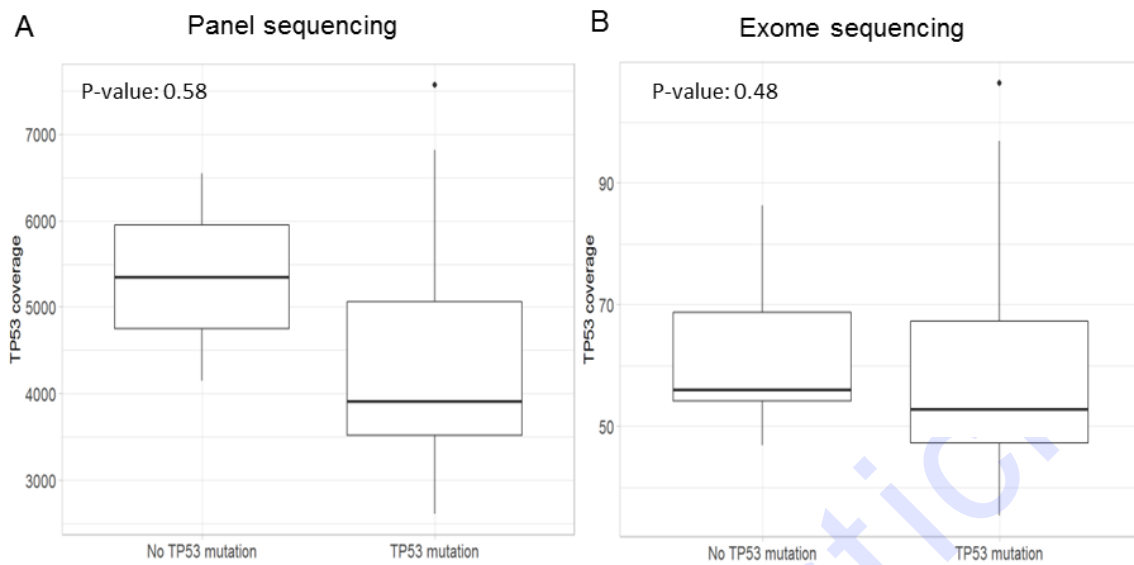 A
Panel sequencing
P-value: 0.58
TP53 coverage
7000
6000
5000
4000
3000
No TP53 mutation
TP53 mutation
B
Exome sequencing
P-value: 0.48
TP53 coverage
90
70
50
No TP53 mutation
TP53 mutation